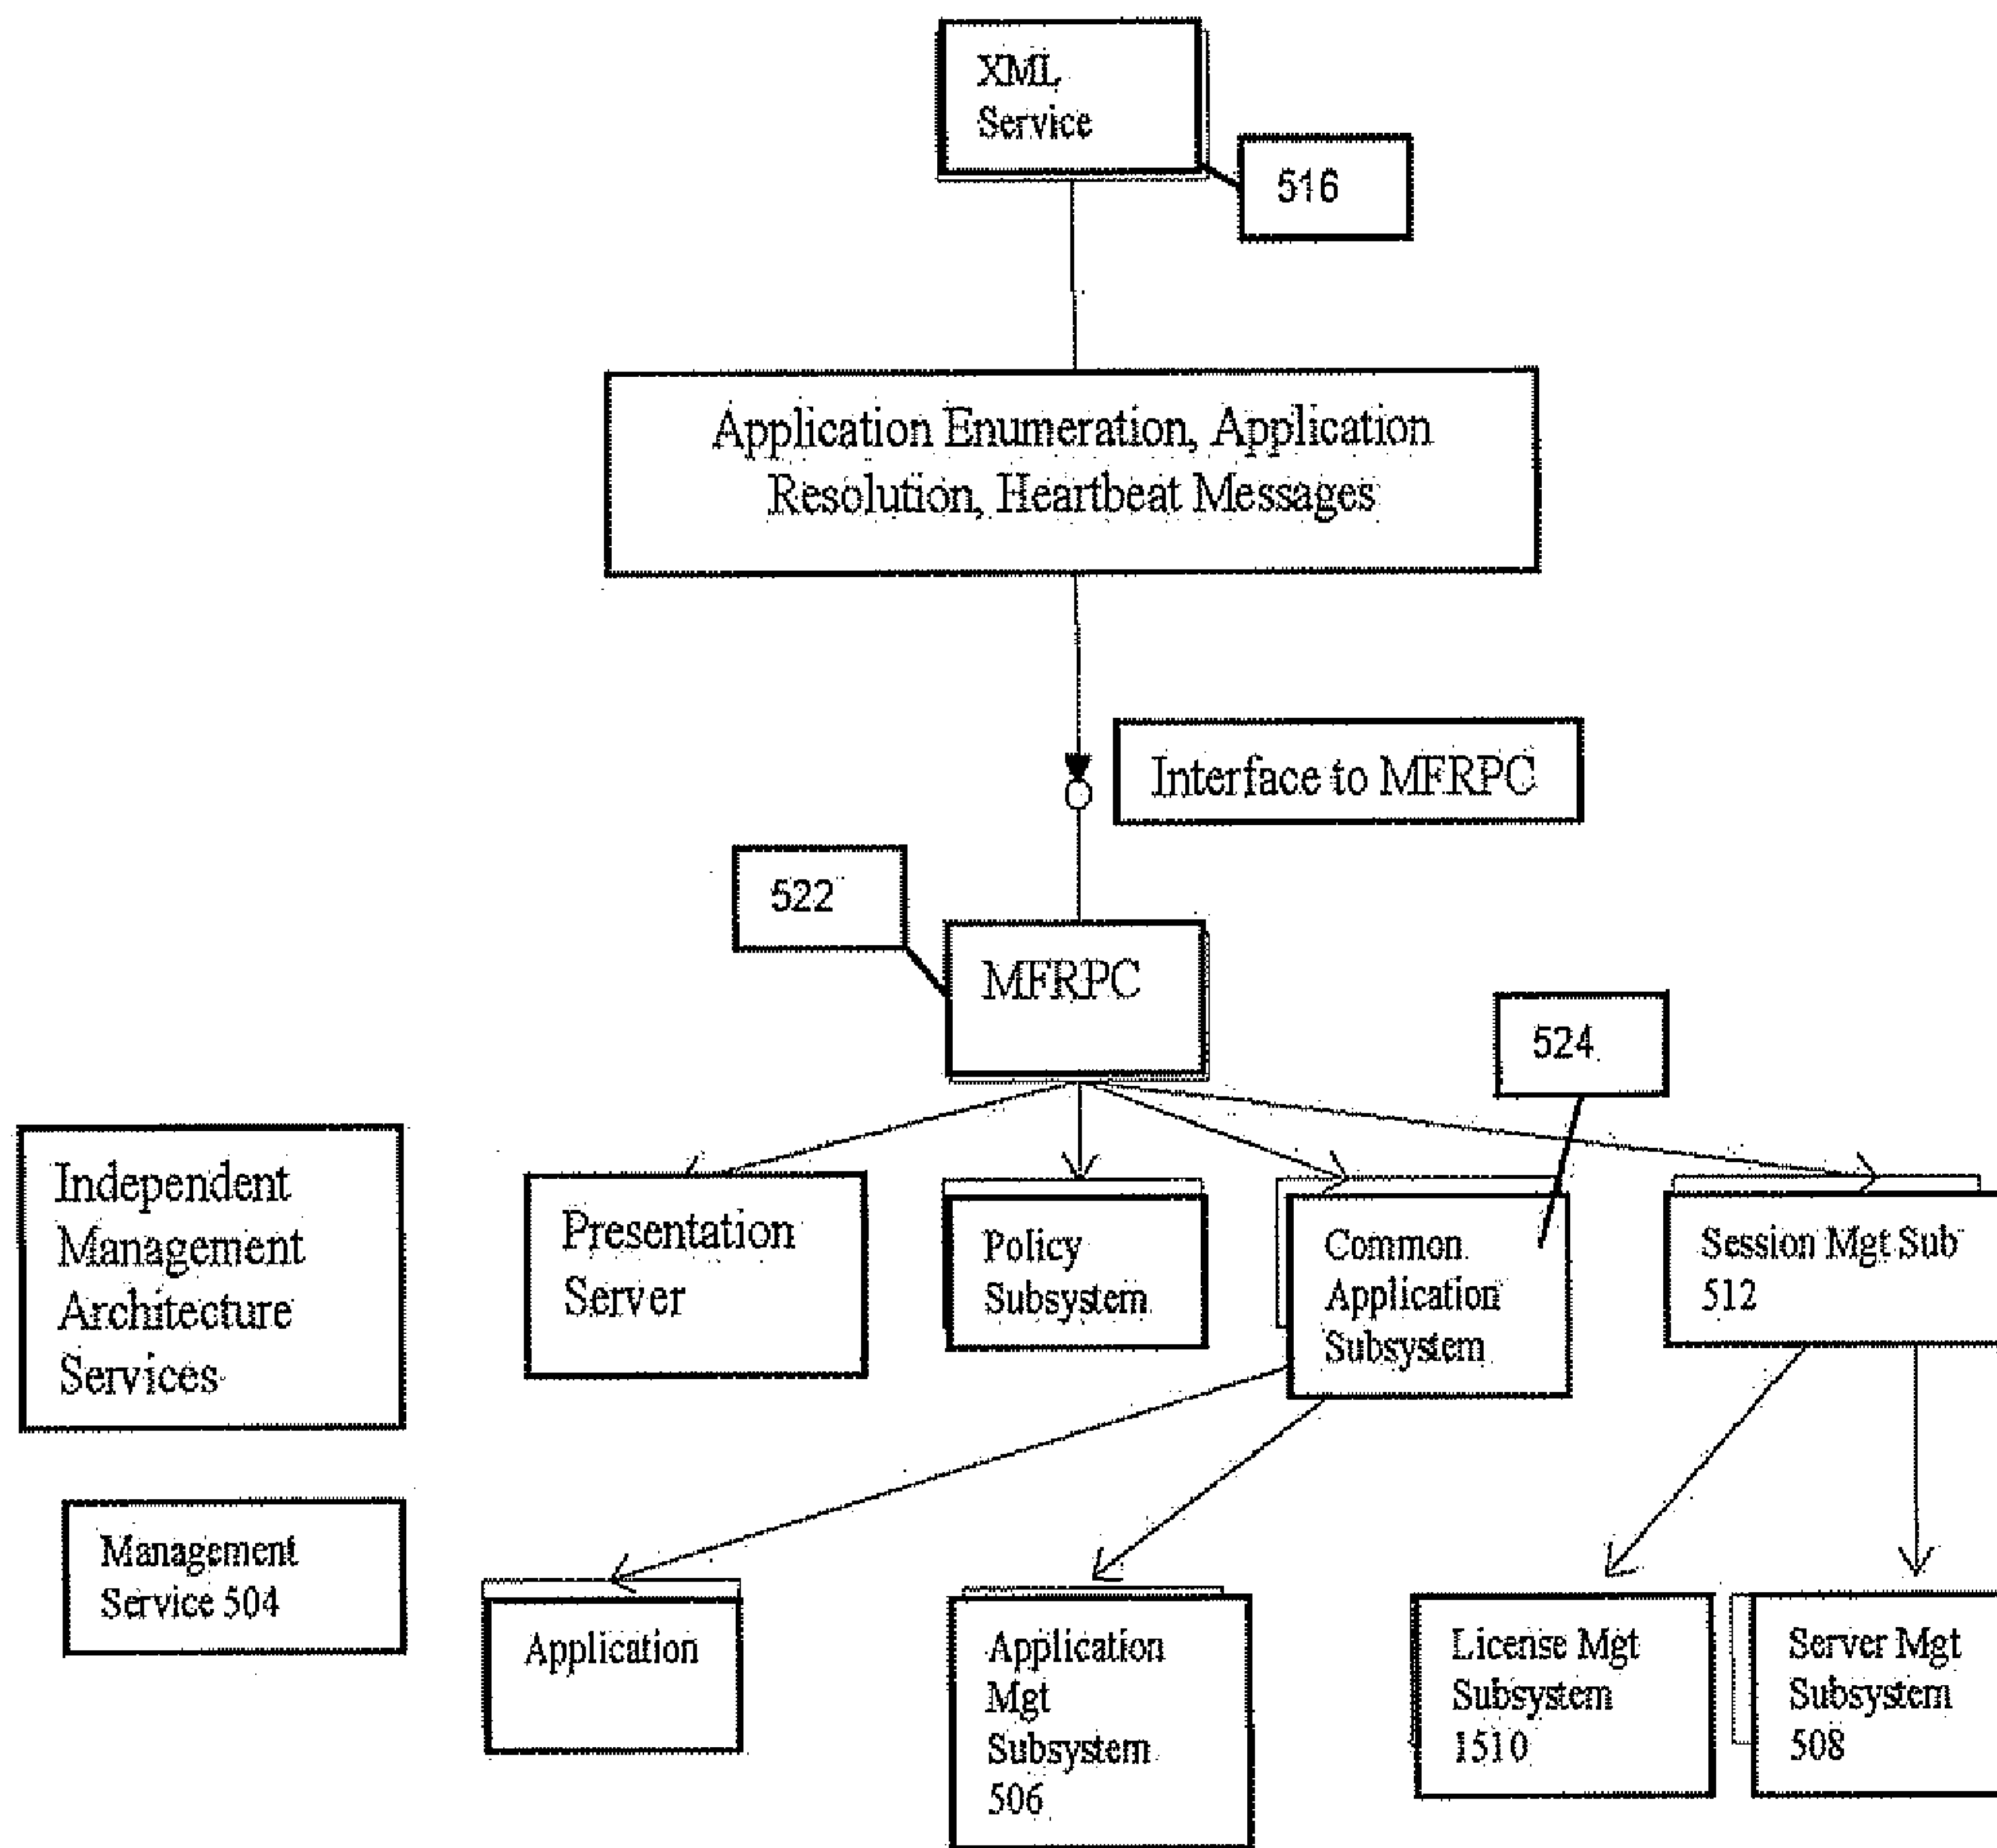 XML
Service
516
Application Enumeration, Application
Resolution, Heartbeat Messages
Interface to MFRPC
522
MFRPC
524
Independent
Management
Architecture
Services
Presentation
Server
Policy
Subsystem
Common
Application
Subsystem
Session Mgt Sub
512
Management
Service 504
Application
Application
Mgt
Subsystem
506
License Mgt
Subsystem
1510
Server Mgt
Subsystem
508